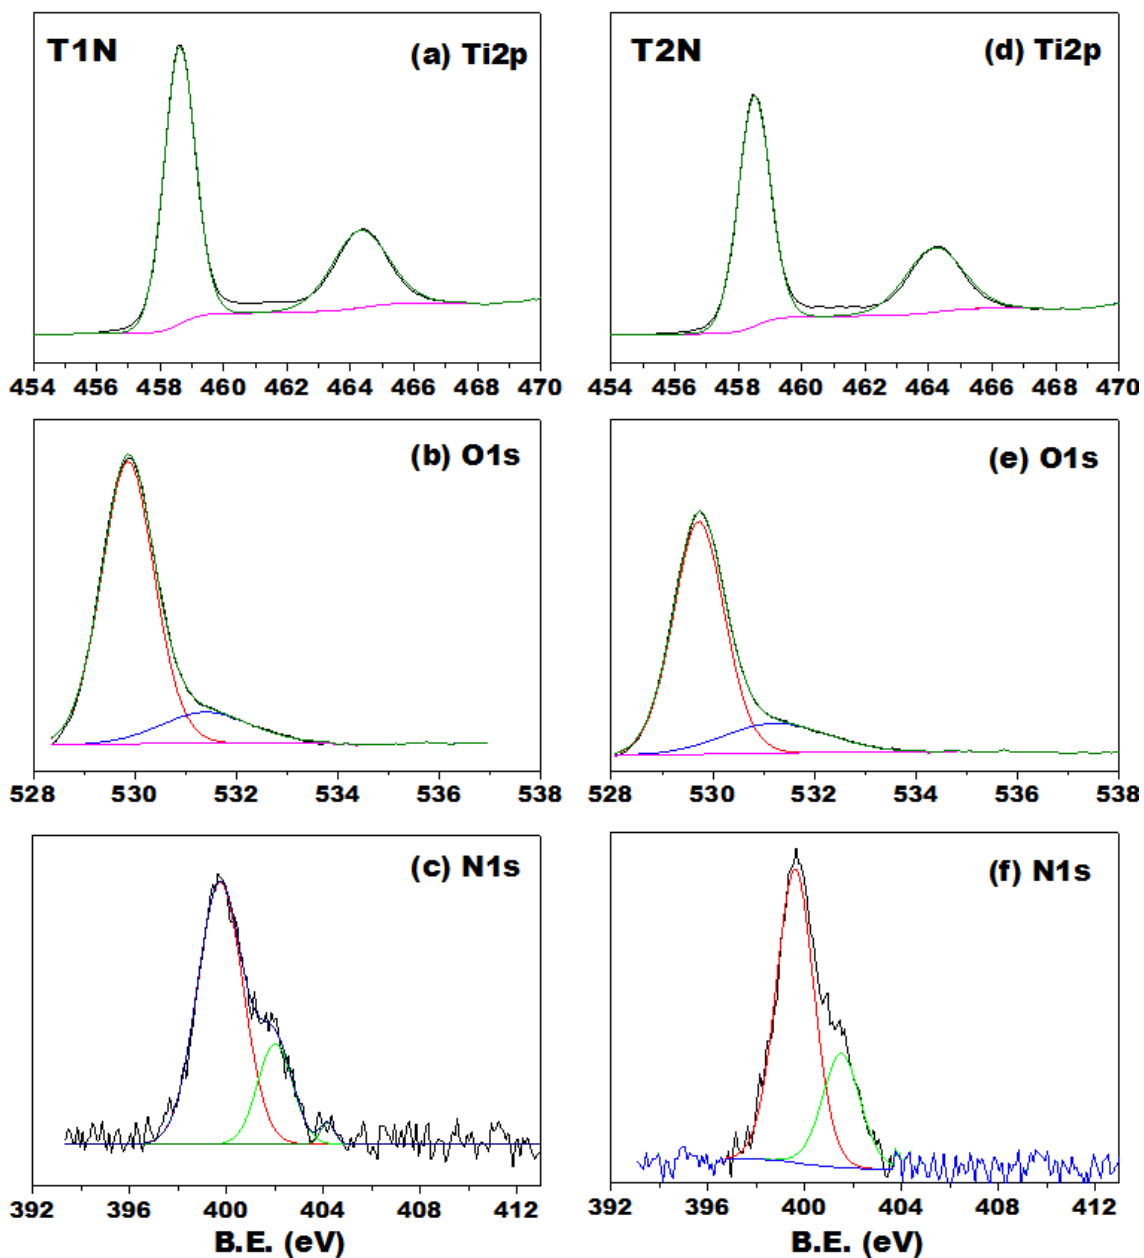 T1N (a) Ti2p
454 456 458 460 462 464 466 468 470
T2N (d) Ti2p
454 456 458 460 462 464 466 468 470
(b) O1s
528 530 532 534 536 538
(e) O1s
528 530 532 534 536 538
(c) N1s
392 396 400 404 408 412
B.E. (eV)
(f) N1s
392 396 400 404 408 412
B.E. (eV)